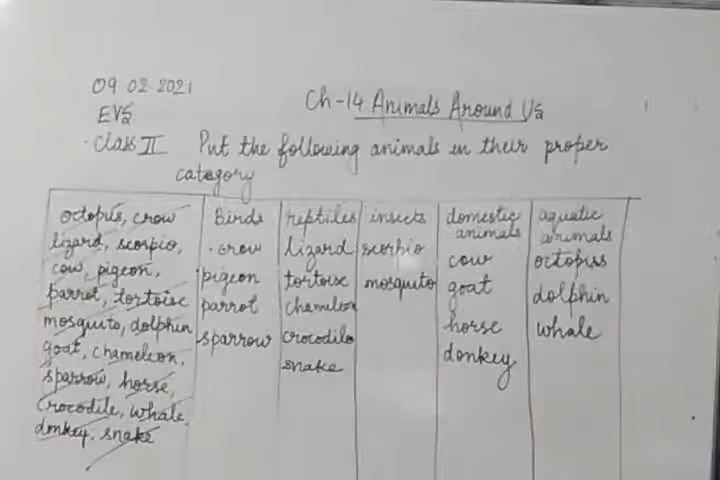 09 02 2021
Ch-14 Animals Around Us
EVS
Class II Put the following animals in their proper
category
octopus, crow
lizard, scorpio,
cow, pigeon,
parrot, tortoise
mosquito, dolphin
goat, chameleon,
sparrow, horse,
crocodile, whale,
donkey, snake
Birds
crow
pigeon
parrot
sparrow
reptiles
lizard
tortoise
chameleon
crocodile
snake
insects
scorpio
mosquito
domestic
animals
cow
goat
horse
donkey
aquatic
animals
octopus
dolphin
whale